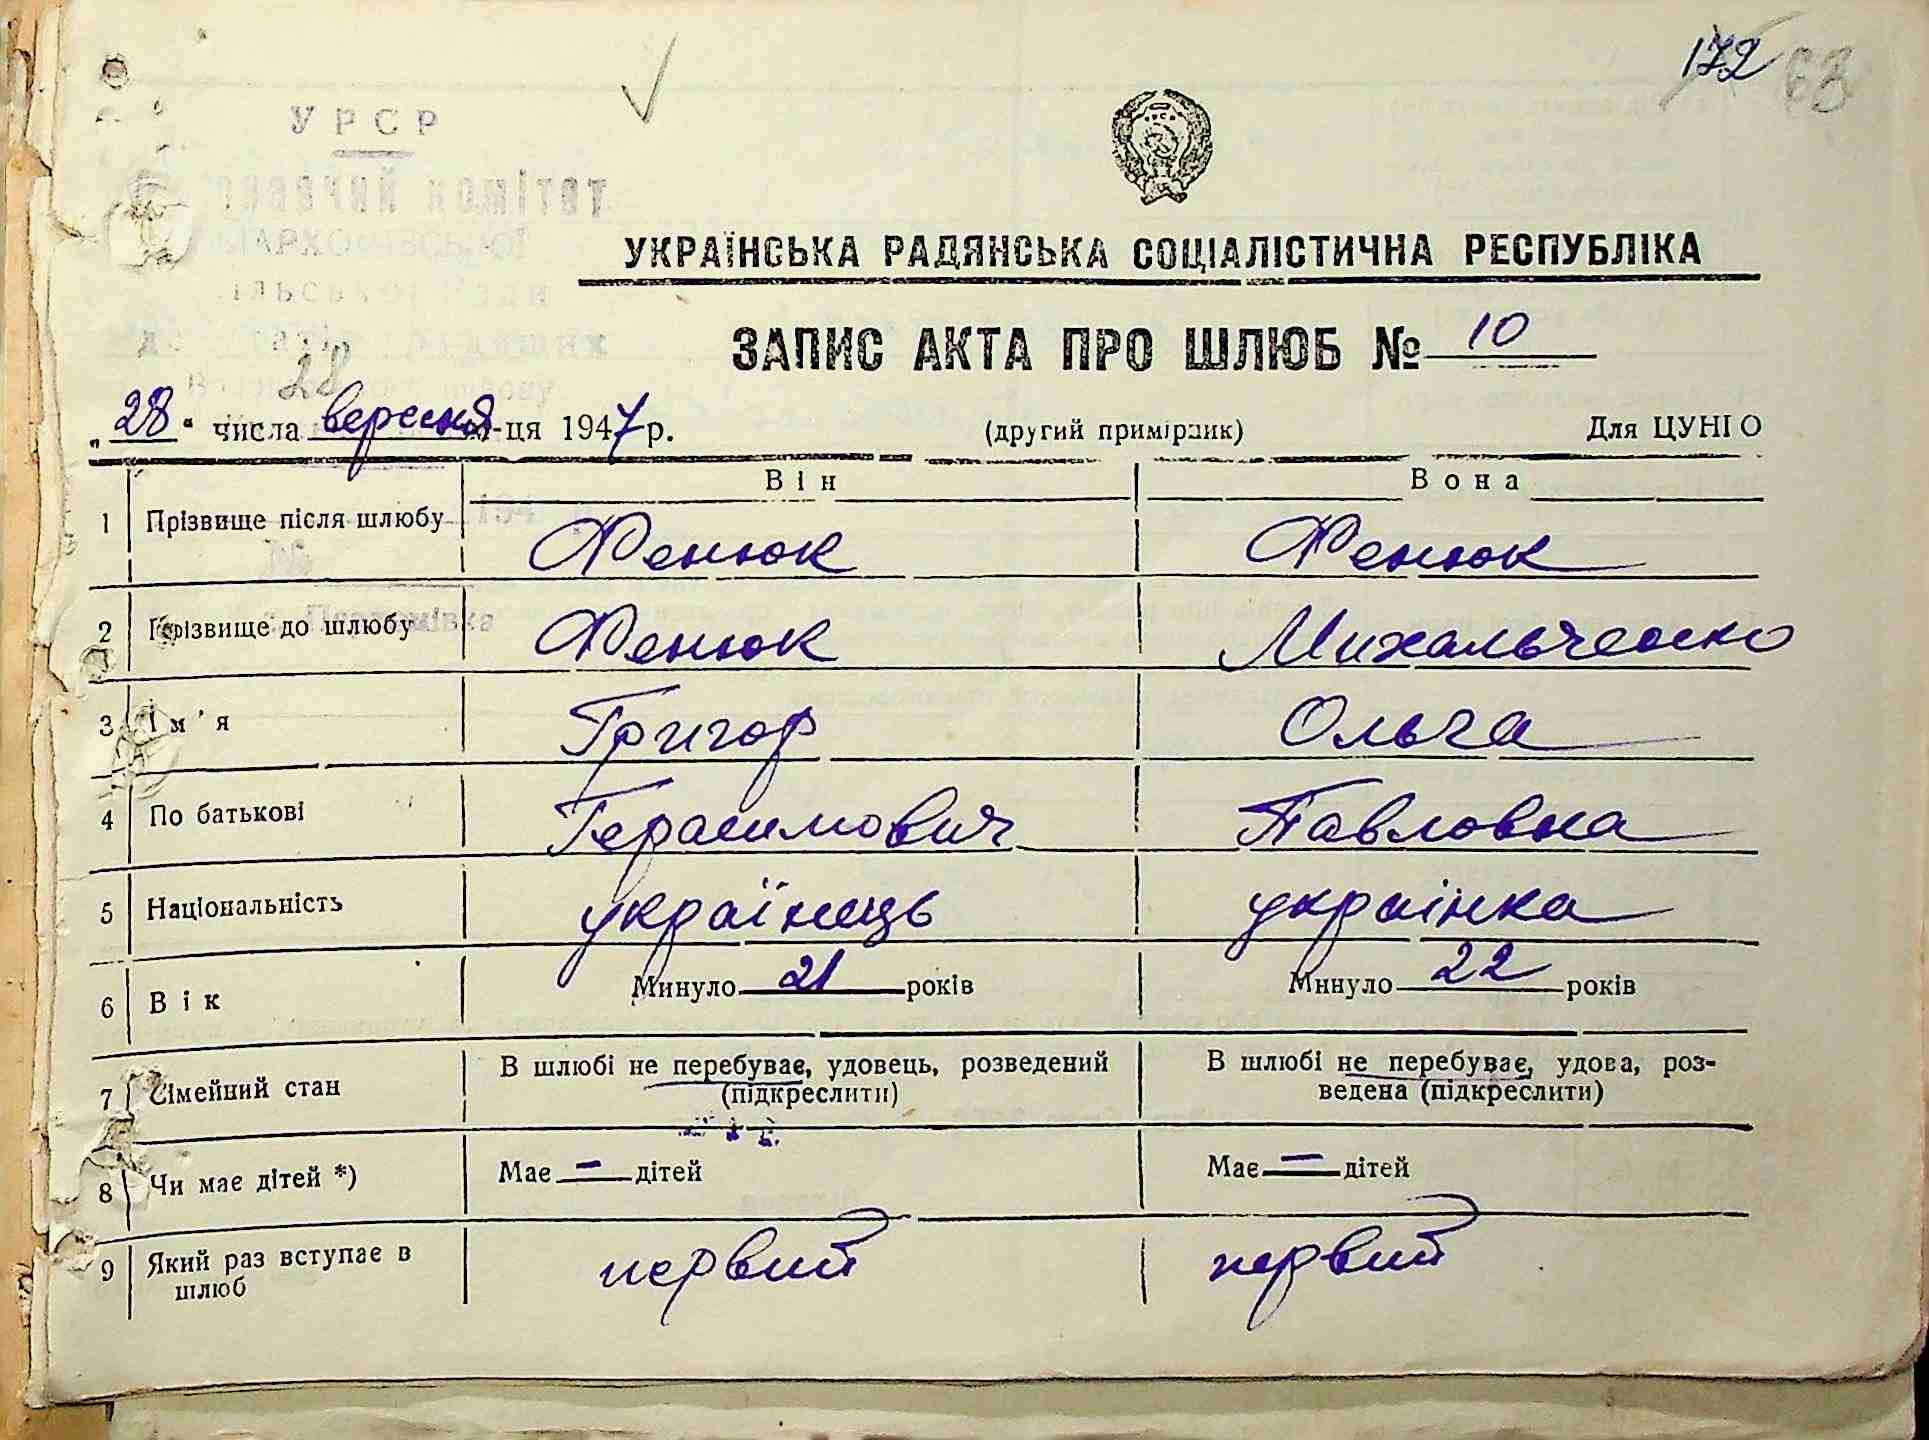 172 63
УРСР
комітет
УКРАЇНСЬКА РАДЯНСЬКА СОЦІАЛІСТИЧНА РЕСПУБЛІКА
ЗАПИС АКТА ПРО ШЛЮБ № 10
28
„28“ числа вересня м-ця 1947 р. (другий примірник) Для ЦУНГО
Він Вона
1 Прізвище після шлюбу Фенюк Фенюк
2 Прізвище до шлюбу Фенюк Михальченко
3 Ім'я Григор Ольга
4 По батькові Герасимович Павловна
5 Національність українець українка
6 Вік Минуло 21 років Минуло 22 років
7 Сімейний стан В шлюбі не перебуває, удовець, розведений В шлюбі не перебуває, удова, роз-
(підкреслити) ведена (підкреслити)
8 Чи має дітей *) Має — дітей Має — дітей
9 Який раз вступає в первий первий
шлюб